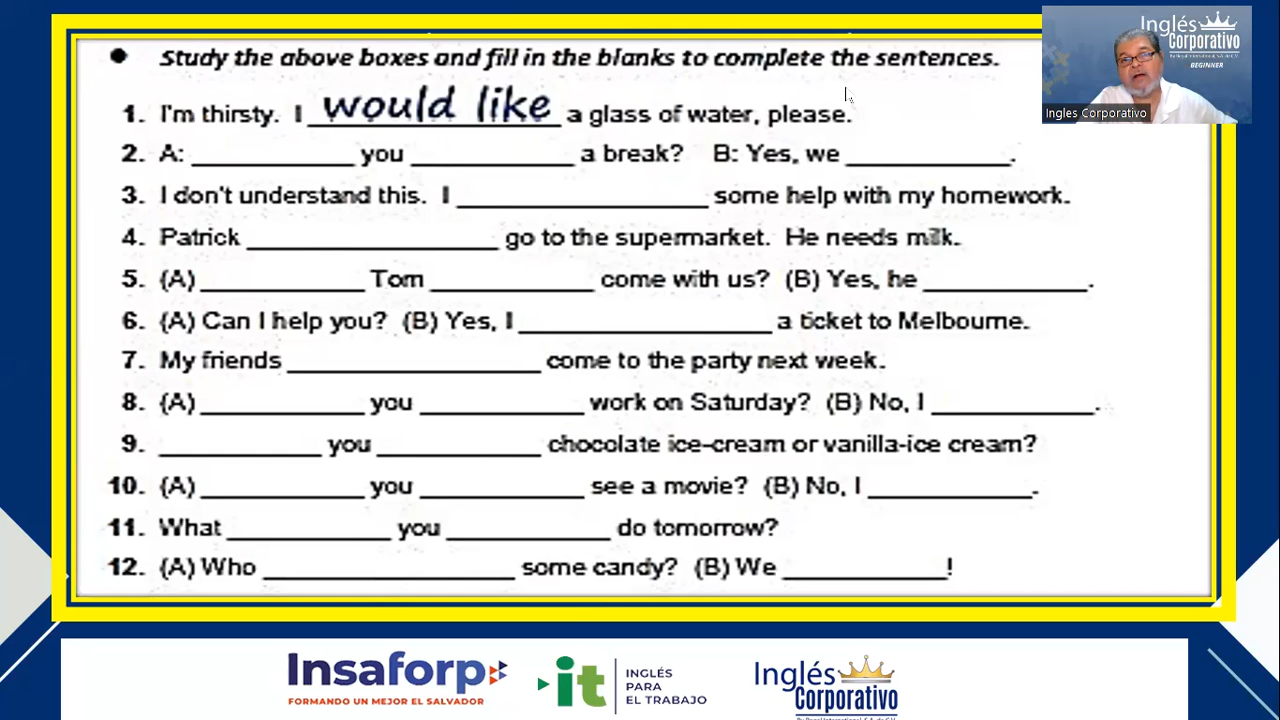 Study the above boxes and fill in the blanks to complete the sentences.
1. I'm thirsty. I would like a glass of water, please.
2. A: ____________ you ____________ a break? B: Yes, we ____________.
3. I don't understand this. I __________________ some help with my homework.
4. Patrick __________________ go to the supermarket. He needs milk.
5. (A) ____________ Tom ____________ come with us? (B) Yes, he ____________.
6. (A) Can I help you? (B) Yes, I __________________ a ticket to Melbourne.
7. My friends __________________ come to the party next week.
8. (A) ____________ you ____________ work on Saturday? (B) No, I ____________.
9. ____________ you ____________ chocolate ice-cream or vanilla-ice cream?
10. (A) ____________ you ____________ see a movie? (B) No, I ____________.
11. What ____________ you ____________ do tomorrow?
12. (A) Who __________________ some candy? (B) We ____________!
Inglés
Corporativo
BEGINNER
Ingles Corporativo
Insaforp
FORMANDO UN MEJOR EL SALVADOR
it
INGLÉS
PARA
EL TRABAJO
Inglés
Corporativo